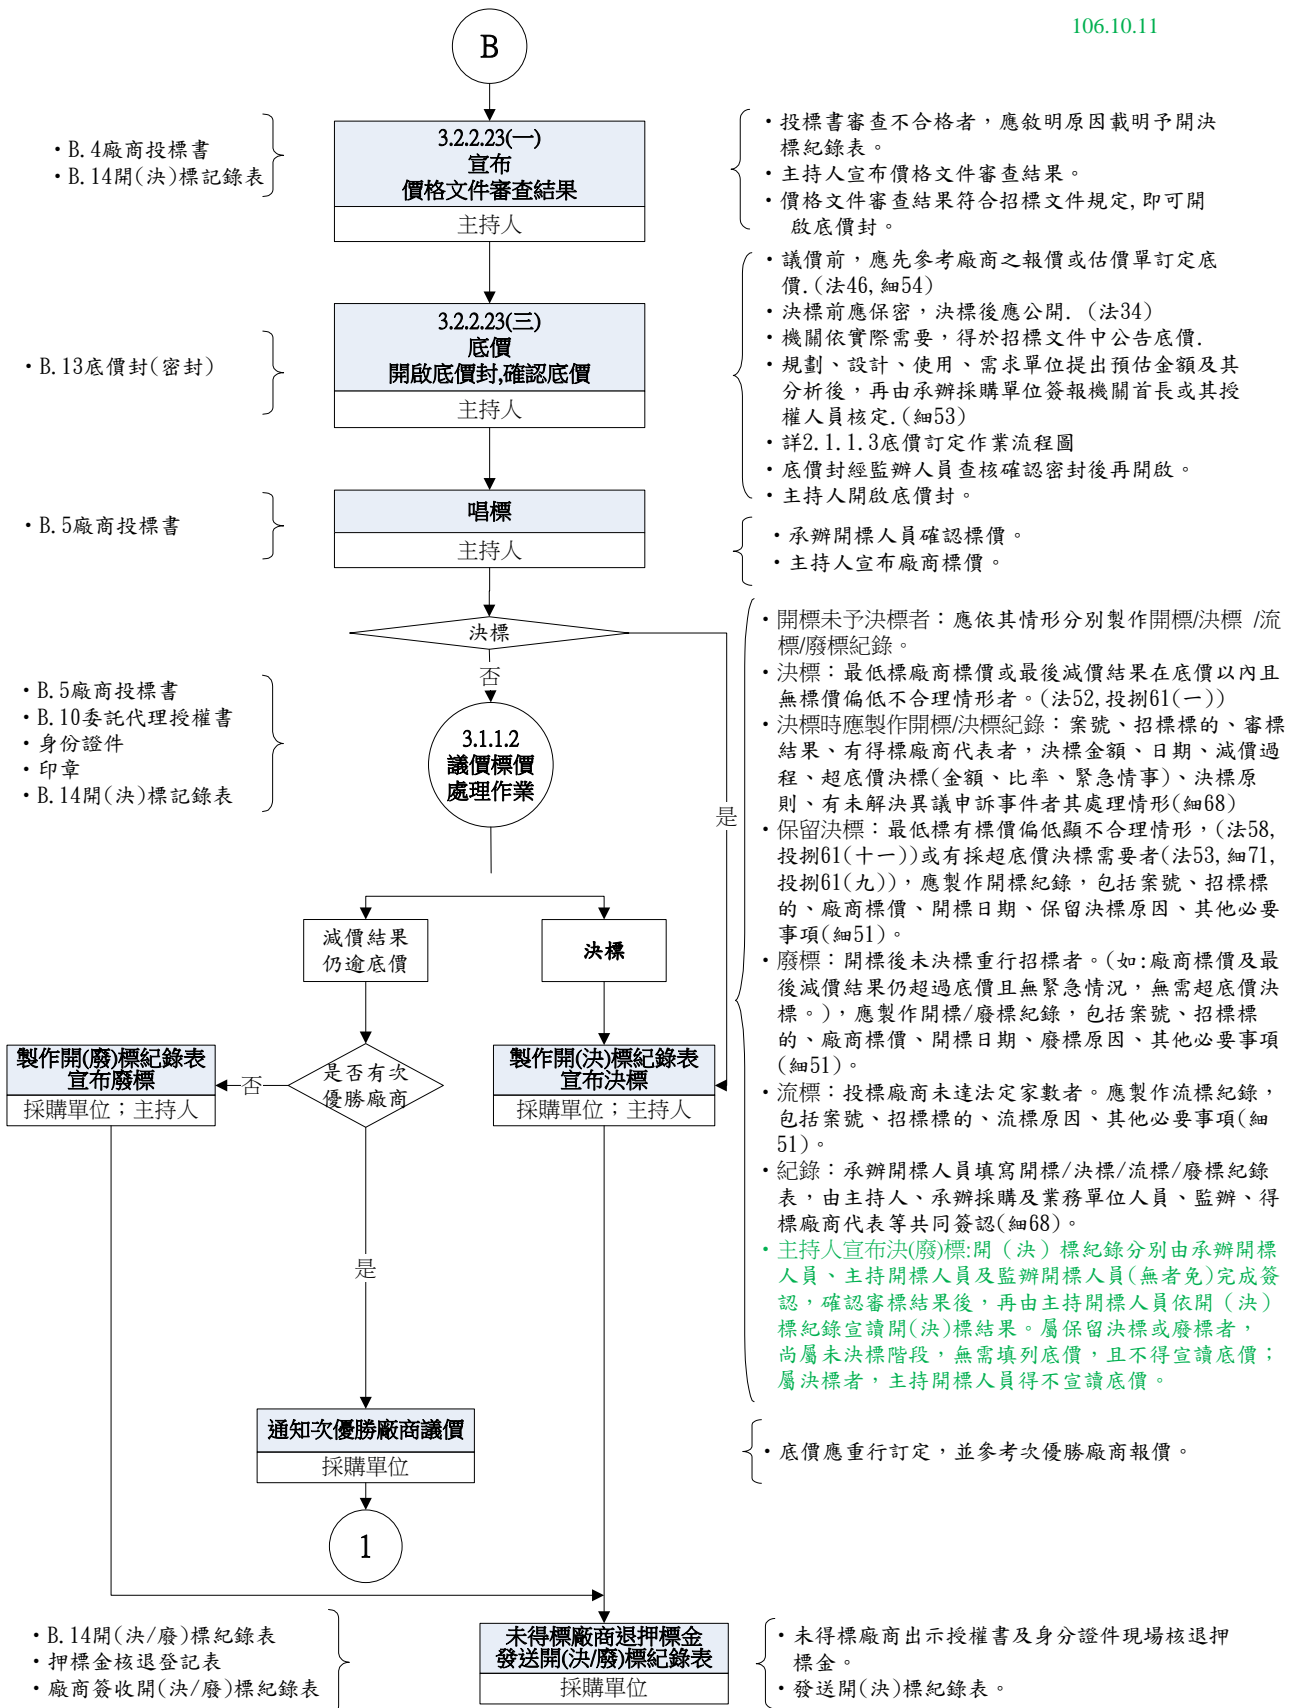 106.10.11
B
・B.4廠商投標書
・B.14開(決)標記錄表
3.2.2.23(一)
宣布
價格文件審查結果
主持人
・投標書審查不合格者，應敘明原因載明予開決
標紀錄表。
・主持人宣布價格文件審查結果。
・價格文件審查結果符合招標文件規定,即可開
啟底價封。
・B.13底價封(密封)
3.2.2.23(三)
底價
開啟底價封,確認底價
主持人
・議價前，應先參考廠商之報價或估價單訂定底
價.(法46,細54)
・決標前應保密，決標後應公開. (法34)
・機關依實際需要，得於招標文件中公告底價.
・規劃、設計、使用、需求單位提出預估金額及其
分析後，再由承辦採購單位簽報機關首長或其授
權人員核定.(細53)
・詳2.1.1.3底價訂定作業流程圖
・底價封經監辦人員查核確認密封後再開啟。
・主持人開啟底價封。
・B.5廠商投標書
唱標
主持人
・承辦開標人員確認標價。
・主持人宣布廠商標價。
決標
否
是
・B.5廠商投標書
・B.10委託代理授權書
・身份證件
・印章
・B.14開(決)標記錄表
3.1.1.2
議價標價
處理作業
・開標未予決標者：應依其情形分別製作開標/決標 /流
標/廢標紀錄。
・決標：最低標廠商標價或最後減價結果在底價以內且
無標價偏低不合理情形者。(法52,投捌61(一))
・決標時應製作開標/決標紀錄：案號、招標標的、審標
結果、有得標廠商代表者，決標金額、日期、減價過
程、超底價決標(金額、比率、緊急情事)、決標原
則、有未解決異議申訴事件者其處理情形(細68)
・保留決標：最低標有標價偏低顯不合理情形，(法58,
投捌61(十一))或有採超底價決標需要者(法53,細71,
投捌61(九))，應製作開標紀錄，包括案號、招標標
的、廠商標價、開標日期、保留決標原因、其他必要
事項(細51)。
・廢標：開標後未決標重行招標者。(如:廠商標價及最
後減價結果仍超過底價且無緊急情況，無需超底價決
標。)，應製作開標/廢標紀錄，包括案號、招標標
的、廠商標價、開標日期、廢標原因、其他必要事項
(細51)。
・流標：投標廠商未達法定家數者。應製作流標紀錄，
包括案號、招標標的、流標原因、其他必要事項(細
51)。
・紀錄：承辦開標人員填寫開標/決標/流標/廢標紀錄
表，由主持人、承辦採購及業務單位人員、監辦、得
標廠商代表等共同簽認(細68)。
・主持人宣布決(廢)標:開（決）標紀錄分別由承辦開標
人員、主持開標人員及監辦開標人員(無者免)完成簽
認，確認審標結果後，再由主持開標人員依開（決）
標紀錄宣讀開(決)標結果。屬保留決標或廢標者，
尚屬未決標階段，無需填列底價，且不得宣讀底價；
屬決標者，主持開標人員得不宣讀底價。
減價結果
仍逾底價
決標
製作開(廢)標紀錄表
宣布廢標
採購單位；主持人
否
是否有次
優勝廠商
製作開(決)標紀錄表
宣布決標
採購單位；主持人
是
通知次優勝廠商議價
採購單位
・底價應重行訂定，並參考次優勝廠商報價。
1
・B.14開(決/廢)標紀錄表
・押標金核退登記表
・廠商簽收開(決/廢)標紀錄表
未得標廠商退押標金
發送開(決/廢)標紀錄表
採購單位
・未得標廠商出示授權書及身分證件現場核退押
標金。
・發送開(決)標紀錄表。